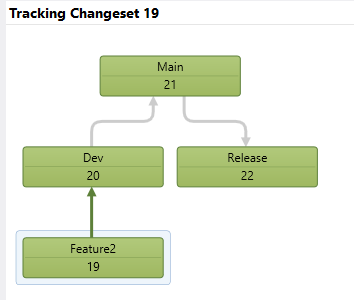 Tracking Changeset 19
Main
21
Dev
20
Release
22
Feature2
19